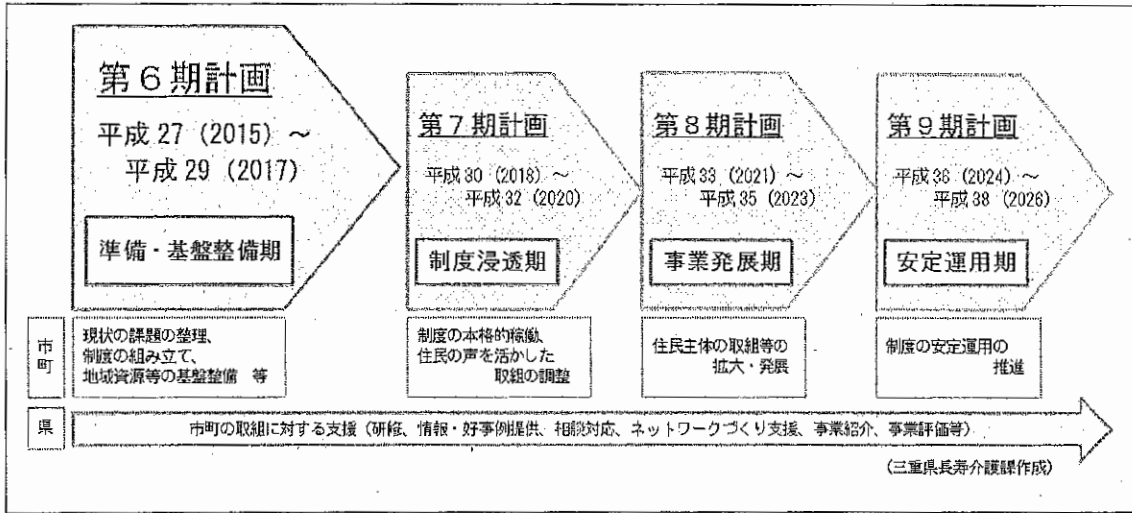 第6期計画
平成27（2015）～
平成29（2017）
準備・基盤整備期
第7期計画
平成30（2018）～
平成32（2020）
制度浸透期
第8期計画
平成33（2021）～
平成35（2023）
事業発展期
第9期計画
平成36（2024）～
平成38（2026）
安定運用期
市町
現状の課題の整理、
制度の組み立て、
地域資源等の基盤整備　等
制度の本格的稼働、
住民の声を活かした
取組の調整
住民主体の取組等の
拡大・発展
制度の安定運用の
推進
県
市町の取組に対する支援（研修、情報・好事例提供、相談対応、ネットワークづくり支援、事業紹介、事業評価等）
（三重県長寿介護課作成）